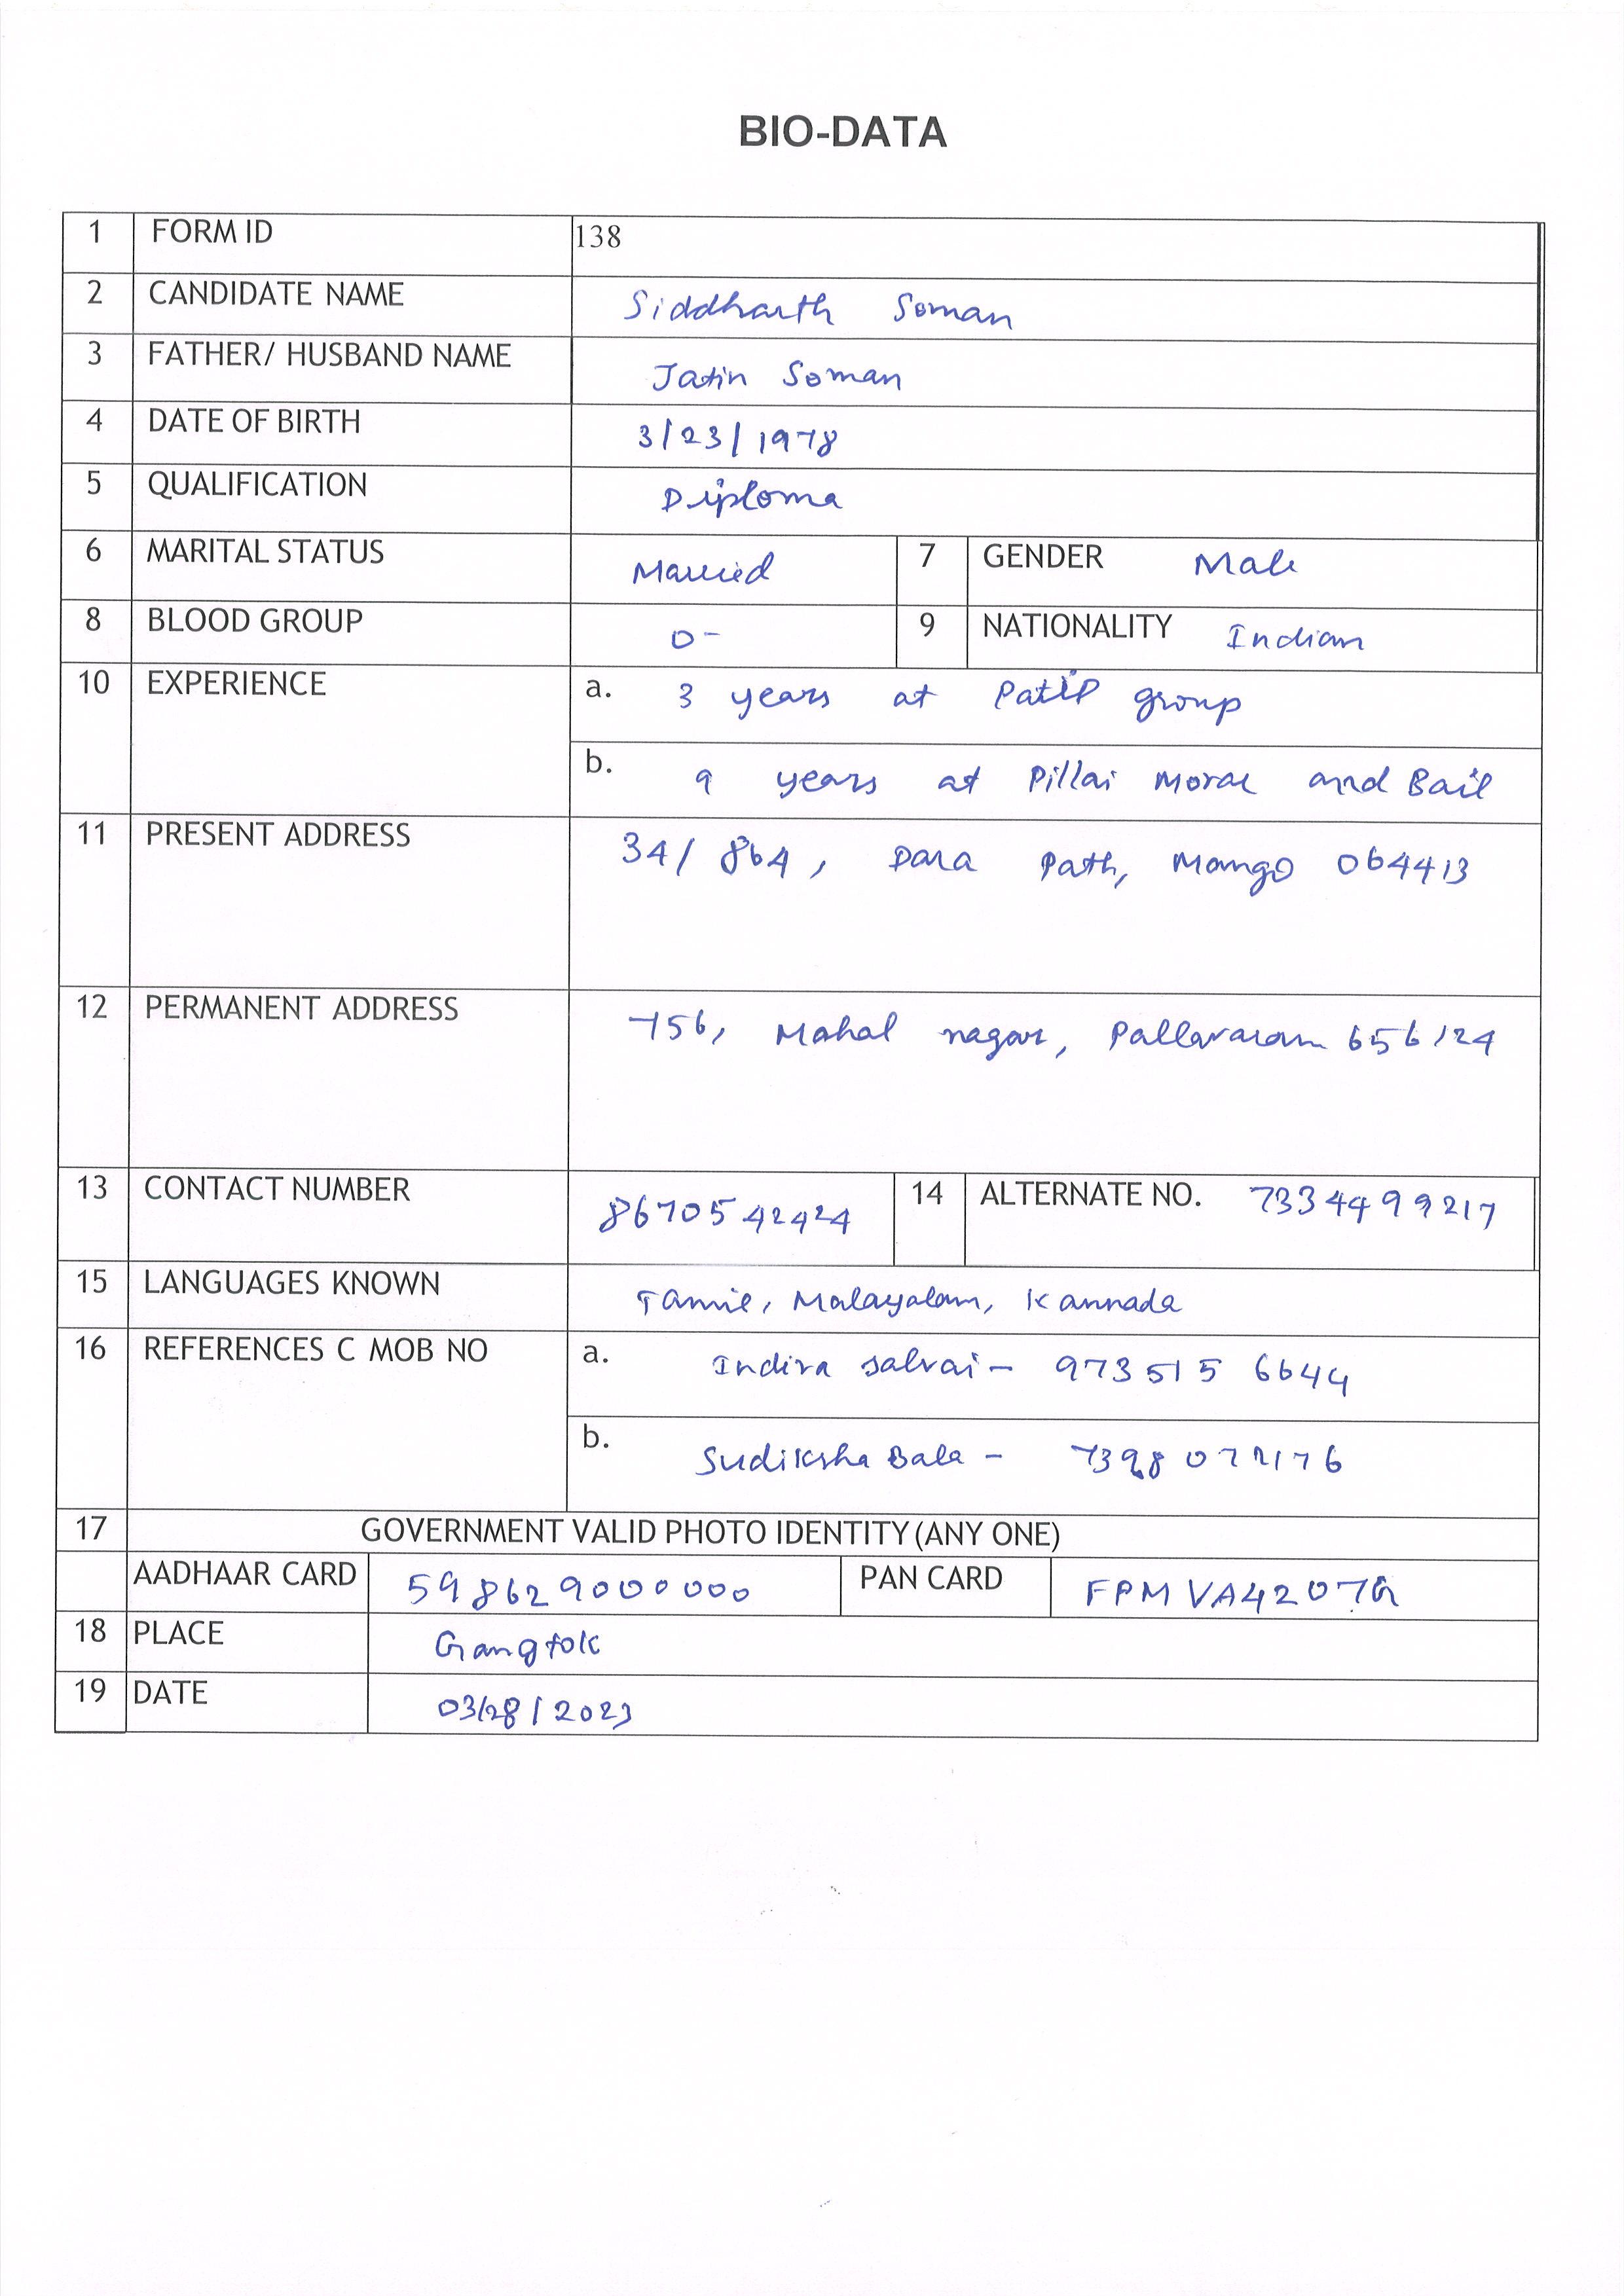 BIO-DATA
1 FORM ID 138
2 CANDIDATE NAME Siddharth Soman
3 FATHER/ HUSBAND NAME Jatin Soman
4 DATE OF BIRTH 3/23/1978
5 QUALIFICATION Diploma
6 MARITAL STATUS Married 7 GENDER Male
8 BLOOD GROUP O- 9 NATIONALITY Indian
10 EXPERIENCE a. 3 years at Patil group
b. 9 years at Pillai Moral and Bail
11 PRESENT ADDRESS 34/864, Dara Path, Mango 064413
12 PERMANENT ADDRESS 756, Mahal nagar, Pallavaram 656124
13 CONTACT NUMBER 8670542424 14 ALTERNATE NO. 7334499217
15 LANGUAGES KNOWN Tamil, Malayalam, Kannada
16 REFERENCES C MOB NO a. Indira Salvai - 9735156644
b. Sudiksha Bala -
17 GOVERNMENT VALID PHOTO IDENTITY (ANY ONE)
AADHAAR CARD 598629000000 PAN CARD FPMVA4207G
18 PLACE Gangtok
19 DATE 03/28/2023